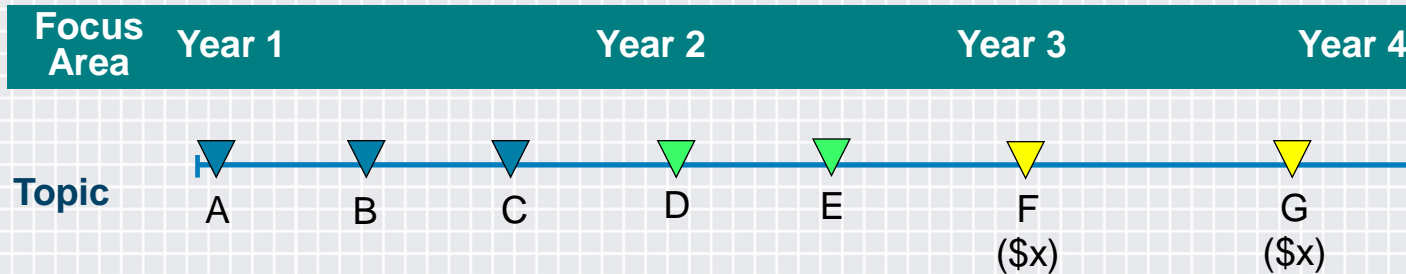 Focus Area Year 1 Year 2 Year 3 Year 4
Topic
A B C D E F G
($x) ($x)